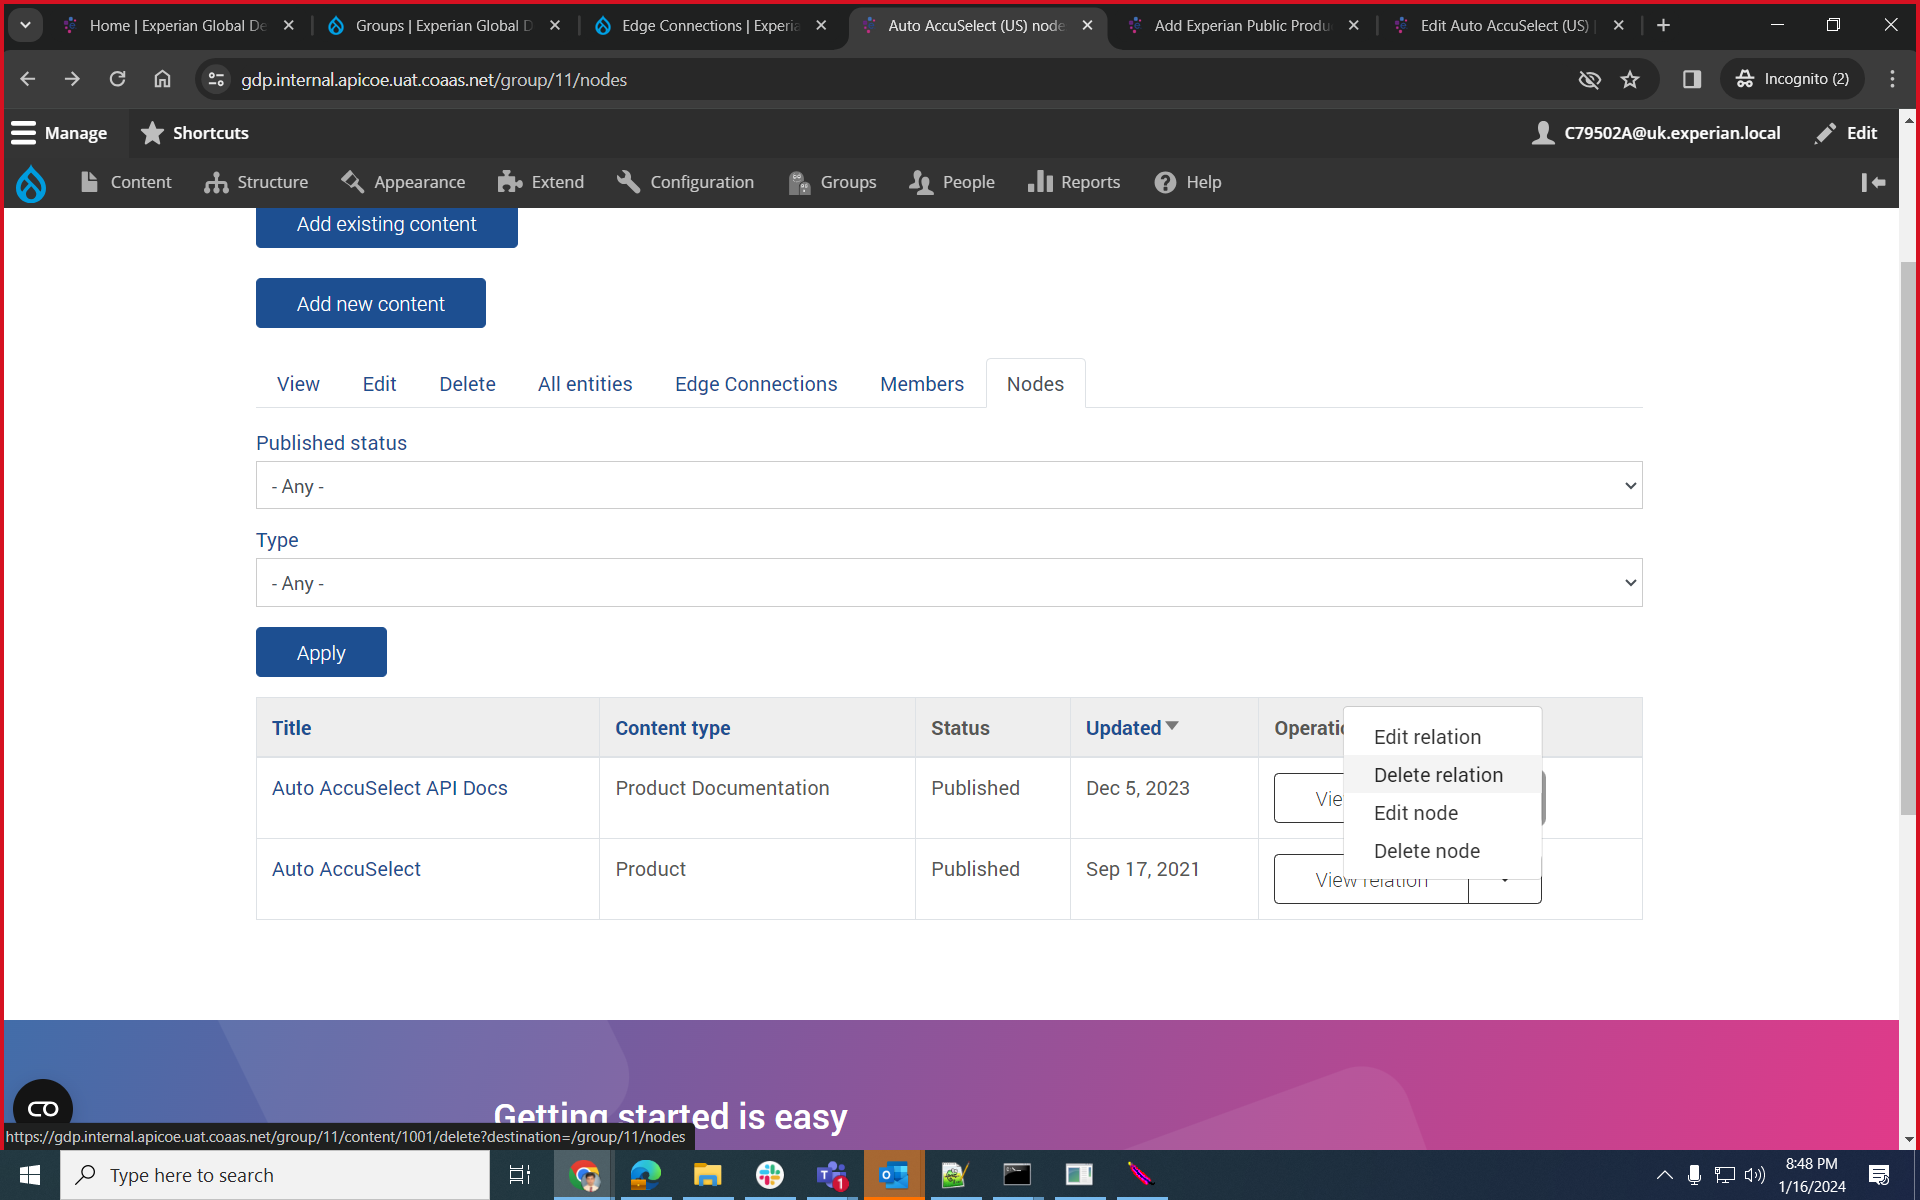 Home | Experian Global De
Groups | Experian Global D
Edge Connections | Experia
Auto AccuSelect (US) node
Add Experian Public Produ
Edit Auto AccuSelect (US) |
gdp.internal.apicoe.uat.coaas.net/group/11/nodes
Incognito (2)
Manage
Shortcuts
C79502A@uk.experian.local
Edit
Content
Structure
Appearance
Extend
Configuration
Groups
People
Reports
Help
Add existing content
Add new content
View
Edit
Delete
All entities
Edge Connections
Members
Nodes
Published status
- Any -
Type
- Any -
Apply
Title
Content type
Status
Updated
Operatio
Edit relation
Delete relation
Edit node
Delete node
Auto AccuSelect API Docs
Product Documentation
Published
Dec 5, 2023
Vie
Auto AccuSelect
Product
Published
Sep 17, 2021
View relation
Getting started is easy
https://gdp.internal.apicoe.uat.coaas.net/group/11/content/1001/delete?destination=/group/11/nodes
Type here to search
1
8:48 PM
1/16/2024